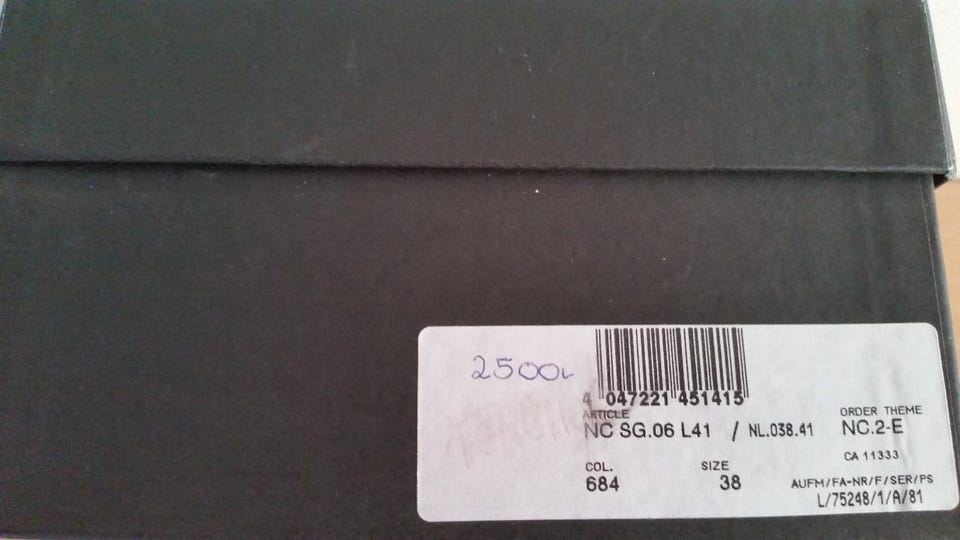 2500
4 047221 451415
ARTICLE
NC SG.06 L41 / NL.038.41
ORDER THEME
NC.2-E
CA 11333
COL.
684
SIZE
38
AUFM/FA-NR/F/SER/PS
L/75248/1/A/81